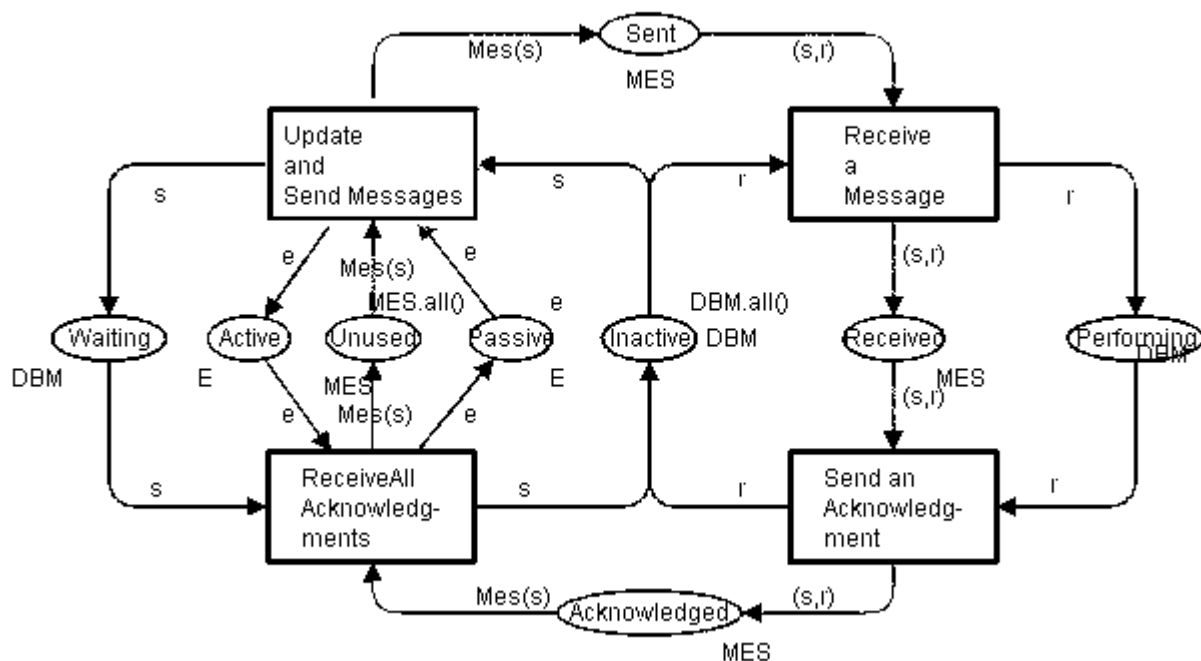 Sent
Mes(s)
(s,r)
MES
Update
and
Send Messages
Receive
a
Message
s
s
r
r
e
Mes(s)
e
(s,r)
MES.all()
e
DBM.all()
Waiting
Active
Unused
Passive
Inactive
DBM
Received
Performing
DBM
DBM
E
MES
E
MES
e
Mes(s)
e
(s,r)
ReceiveAll
Acknowledg-
ments
Send an
Acknowledg-
ment
s
s
r
r
Mes(s)
Acknowledged
(s,r)
MES